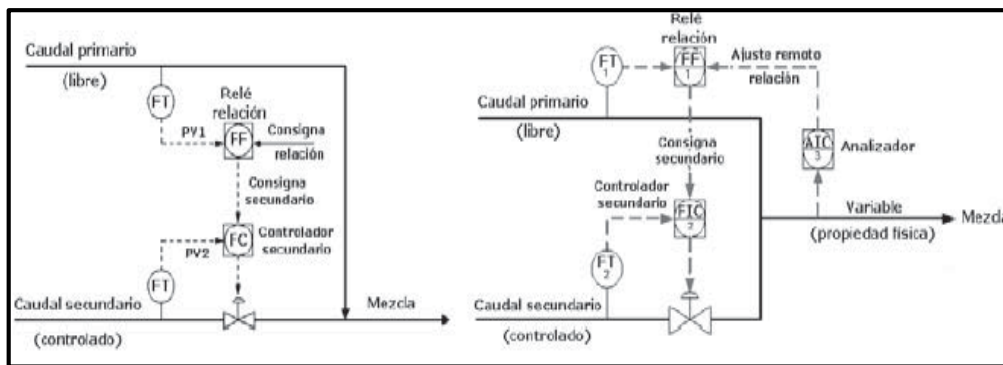 Caudal primario
(libre)
FT
Relé
relación
PV1
FF
Consigna
relación
Consigna
secundario
FC
Controlador
secundario
PV2
FT
Caudal secundario
(controlado)
Mezcla
Relé
relación
FT
1
FF
1
Ajuste remoto
relación
Caudal primario
(libre)
Consigna
secundario
AIC
3
Analizador
Controlador
secundario
FIC
2
Variable
(propiedad física)
Mezcla
FT
2
Caudal secundario
(controlado)